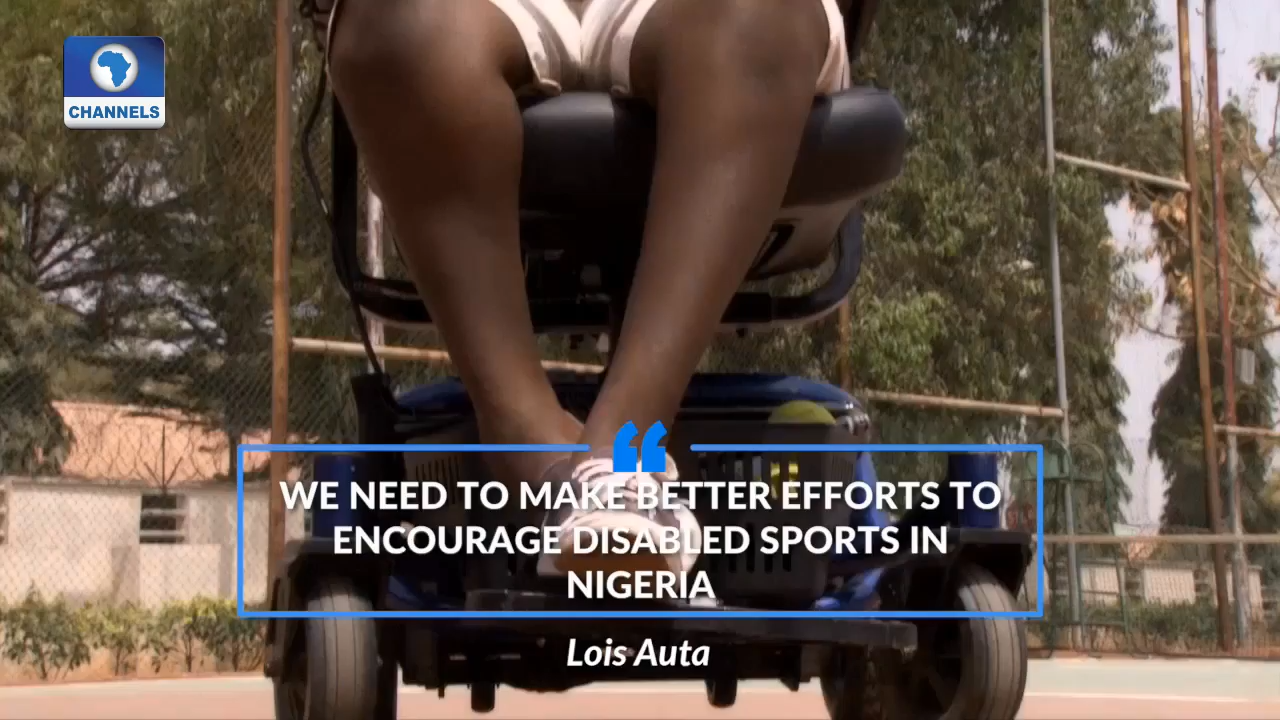 CHANNELS
WE NEED TO MAKE BETTER EFFORTS TO
ENCOURAGE DISABLED SPORTS IN
NIGERIA
Lois Auta